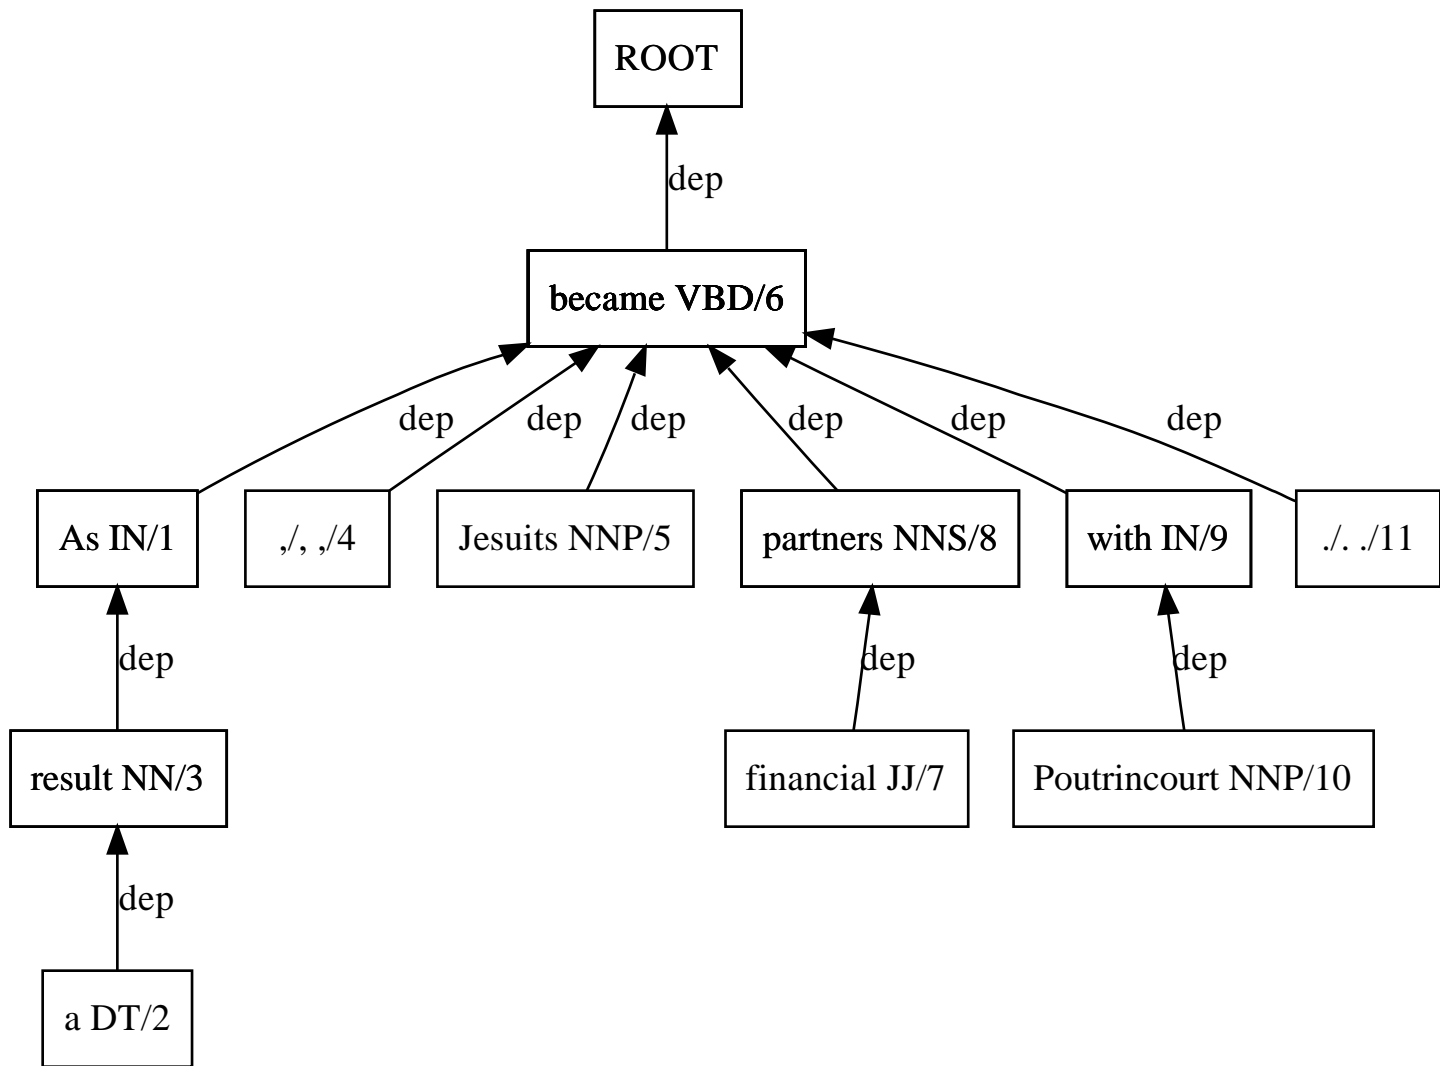 ROOT
dep
became VBD/6
dep dep dep dep dep dep
As IN/1 ,/, ,/4 Jesuits NNP/5 partners NNS/8 with IN/9 ./. ./11
dep dep dep
result NN/3 financial JJ/7 Poutrincourt NNP/10
dep
a DT/2